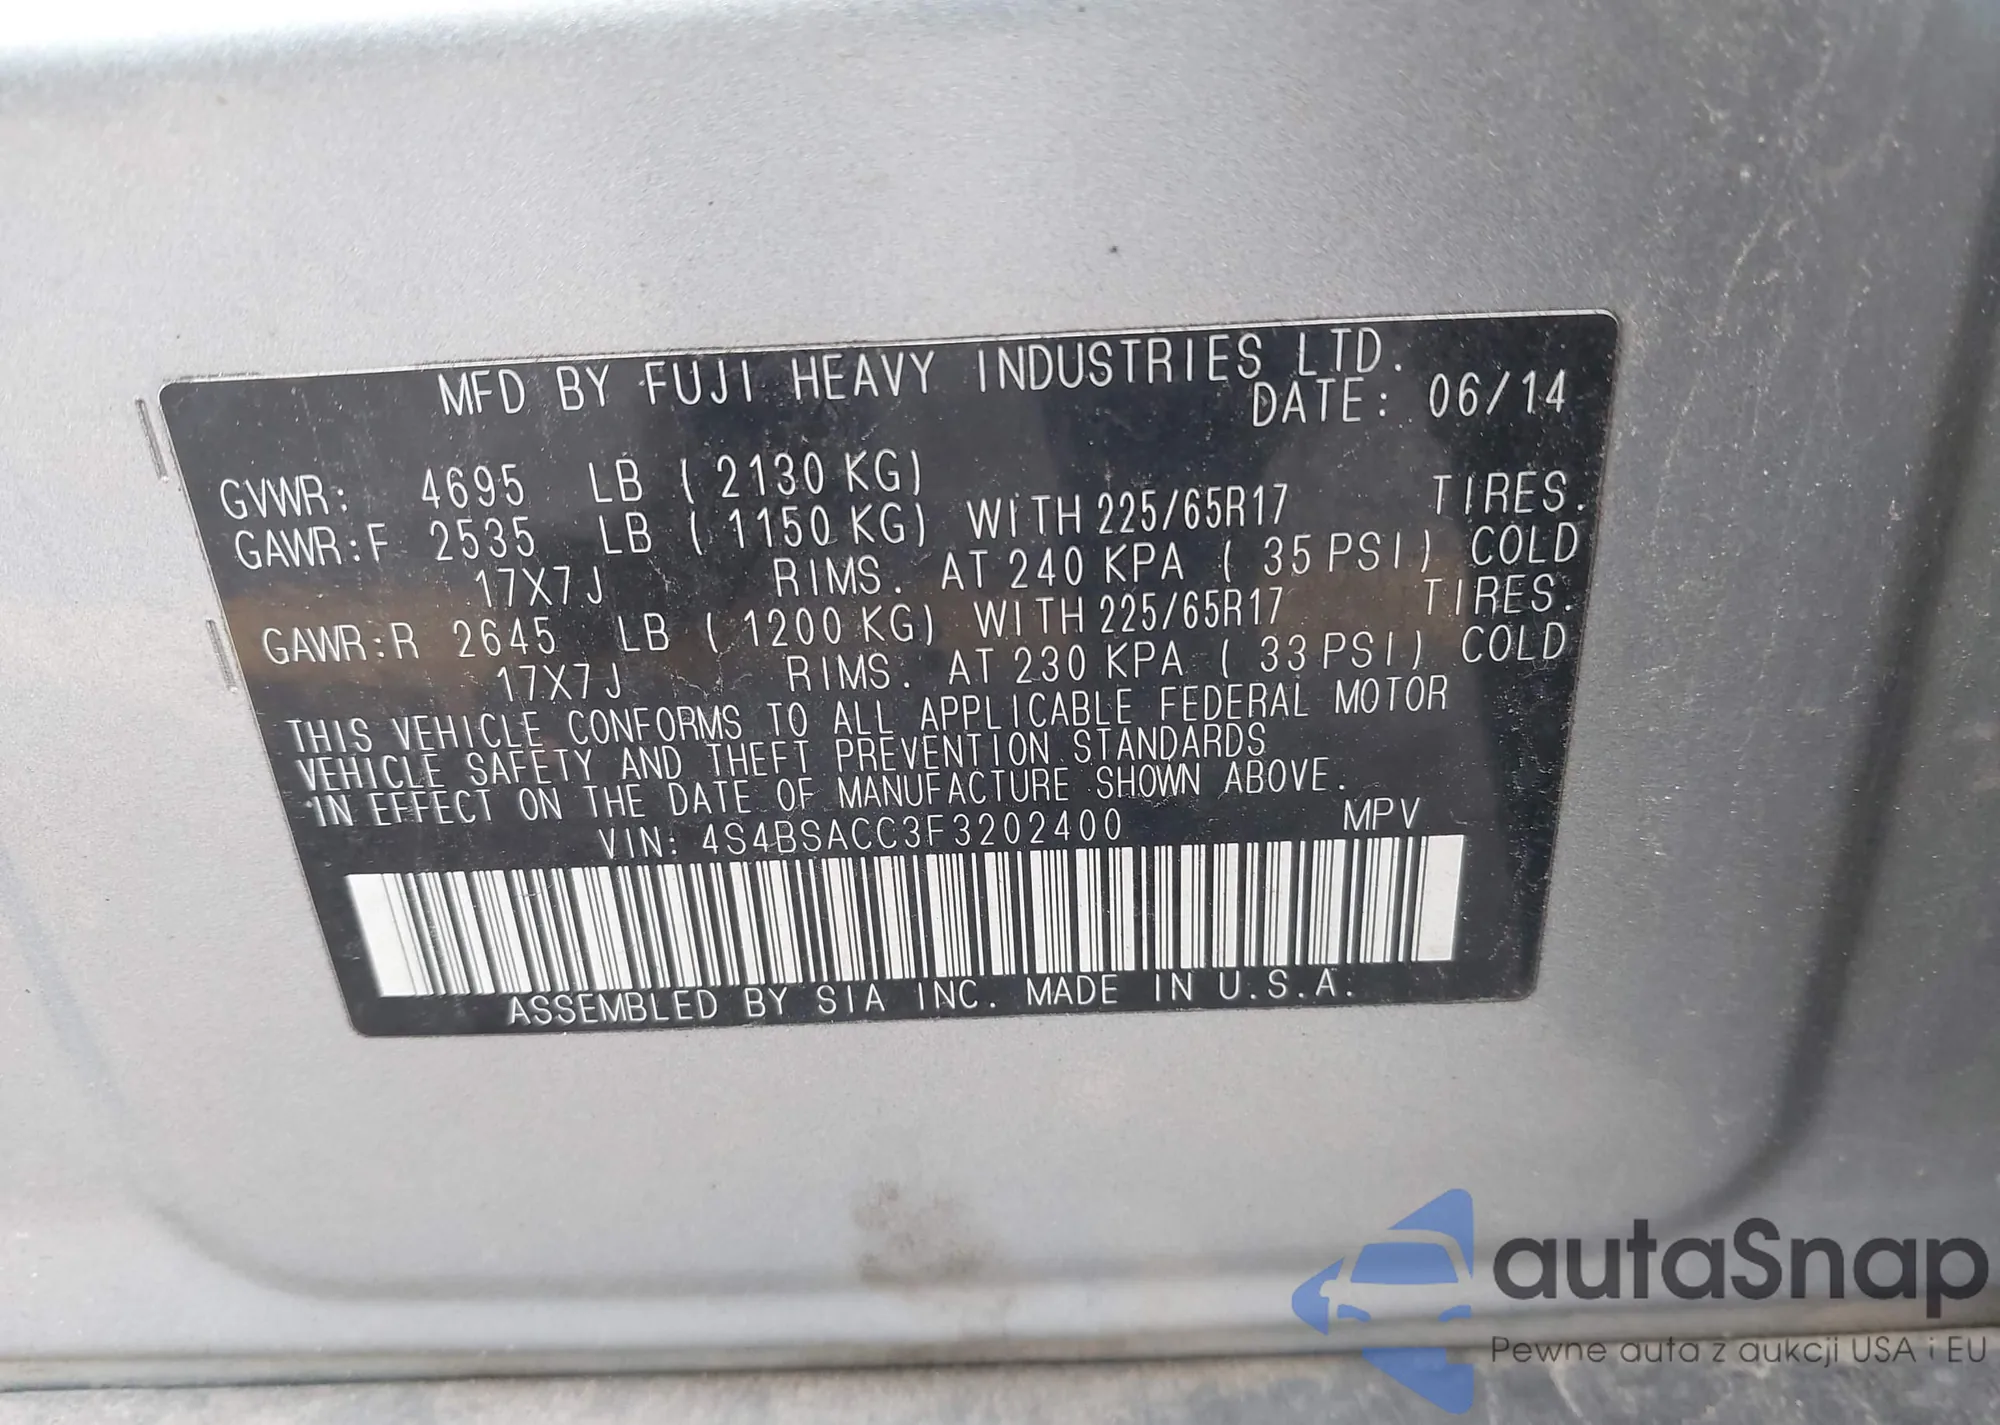 MFD BY FUJI HEAVY INDUSTRIES LTD.
DATE: 06/14
GVWR: 4695 LB ( 2130 KG)
GAWR:F 2535 LB ( 1150 KG) WITH 225/65R17 TIRES.
17X7J RIMS. AT 240 KPA ( 35 PSI) COLD
GAWR:R 2645 LB ( 1200 KG) WITH 225/65R17 TIRES.
17X7J RIMS. AT 230 KPA ( 33 PSI) COLD
THIS VEHICLE CONFORMS TO ALL APPLICABLE FEDERAL MOTOR
VEHICLE SAFETY AND THEFT PREVENTION STANDARDS
IN EFFECT ON THE DATE OF MANUFACTURE SHOWN ABOVE.
VIN: 4S4BSACC3F3202400 MPV
ASSEMBLED BY SIA INC. MADE IN U.S.A.
autaSnap
Pewne auta z aukcji USA i EU